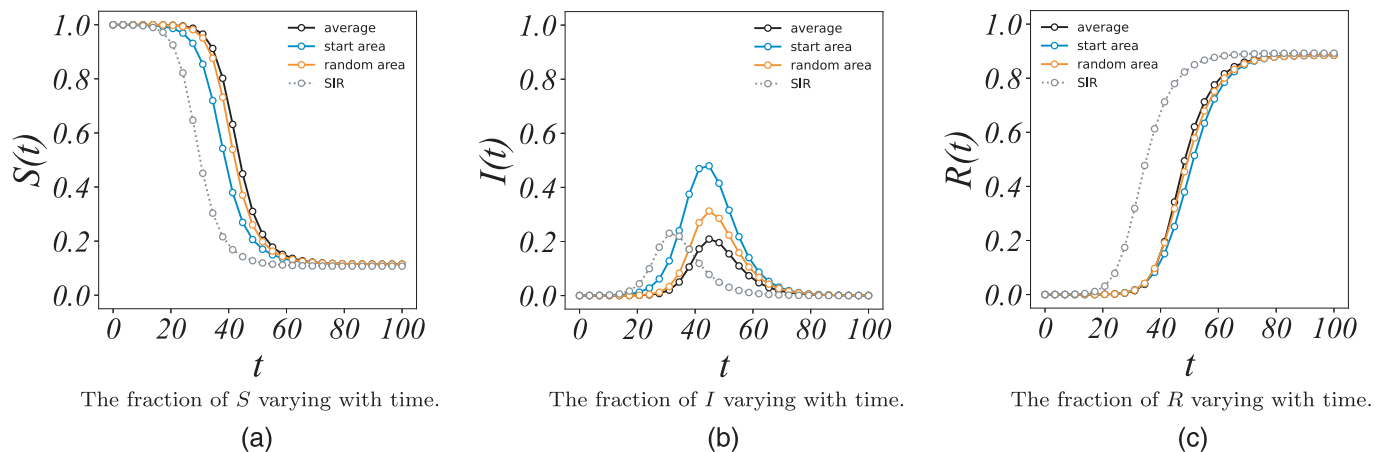 1.0
0.8
0.6
0.4
0.2
0.0
S(t)
0 20 40 60 80 100
t
average
start area
random area
SIR
The fraction of S varying with time.
(a)
1.0
0.8
0.6
0.4
0.2
0.0
I(t)
0 20 40 60 80 100
t
average
start area
random area
SIR
The fraction of I varying with time.
(b)
1.0
0.8
0.6
0.4
0.2
0.0
R(t)
0 20 40 60 80 100
t
average
start area
random area
SIR
The fraction of R varying with time.
(c)